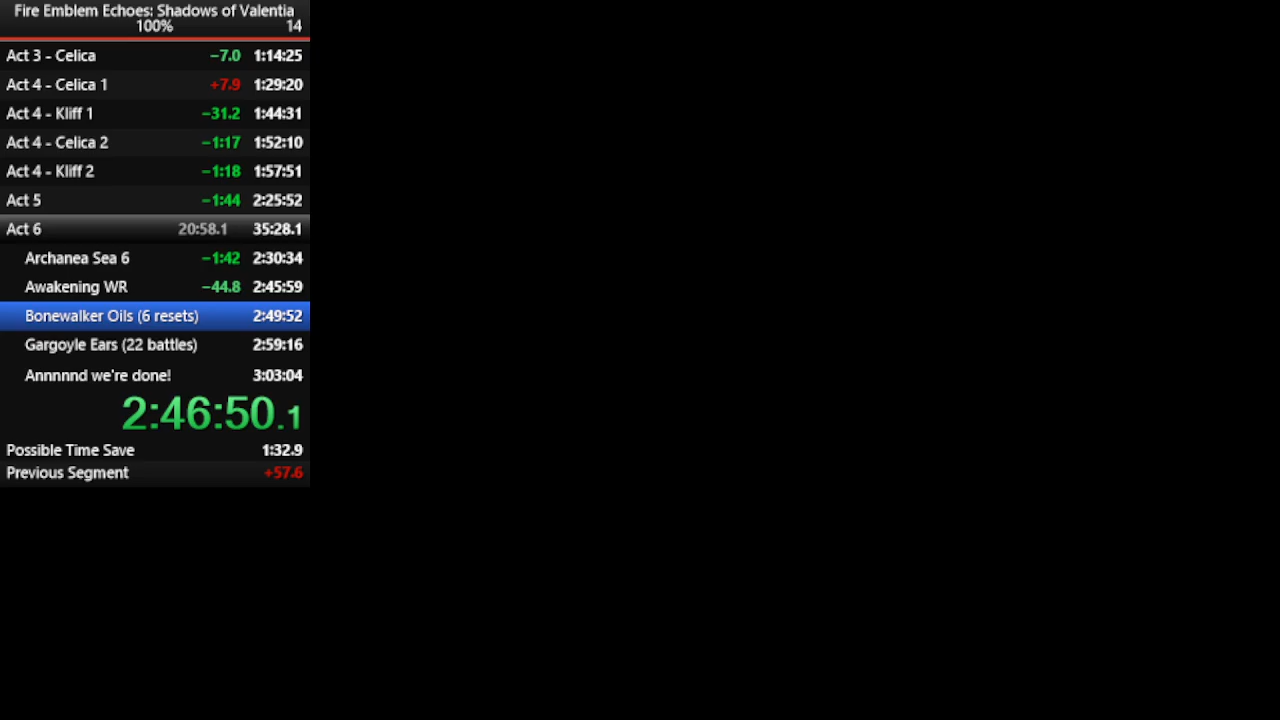 Fire Emblem Echoes: Shadows of Valentia
100% 14
Act 3 - Celica −7.0 1:14:25
Act 4 - Celica 1 +7.9 1:29:20
Act 4 - Kliff 1 −31.2 1:44:31
Act 4 - Celica 2 −1:17 1:52:10
Act 4 - Kliff 2 −1:18 1:57:51
Act 5 −1:44 2:25:52
Act 6 20:58.1 35:28.1
Archanea Sea 6 −1:42 2:30:34
Awakening WR −44.8 2:45:59
Bonewalker Oils (6 resets) 2:49:52
Gargoyle Ears (22 battles) 2:59:16
Annnnnd we're done! 3:03:04
2:46:50.1
Possible Time Save 1:32.9
Previous Segment +57.6